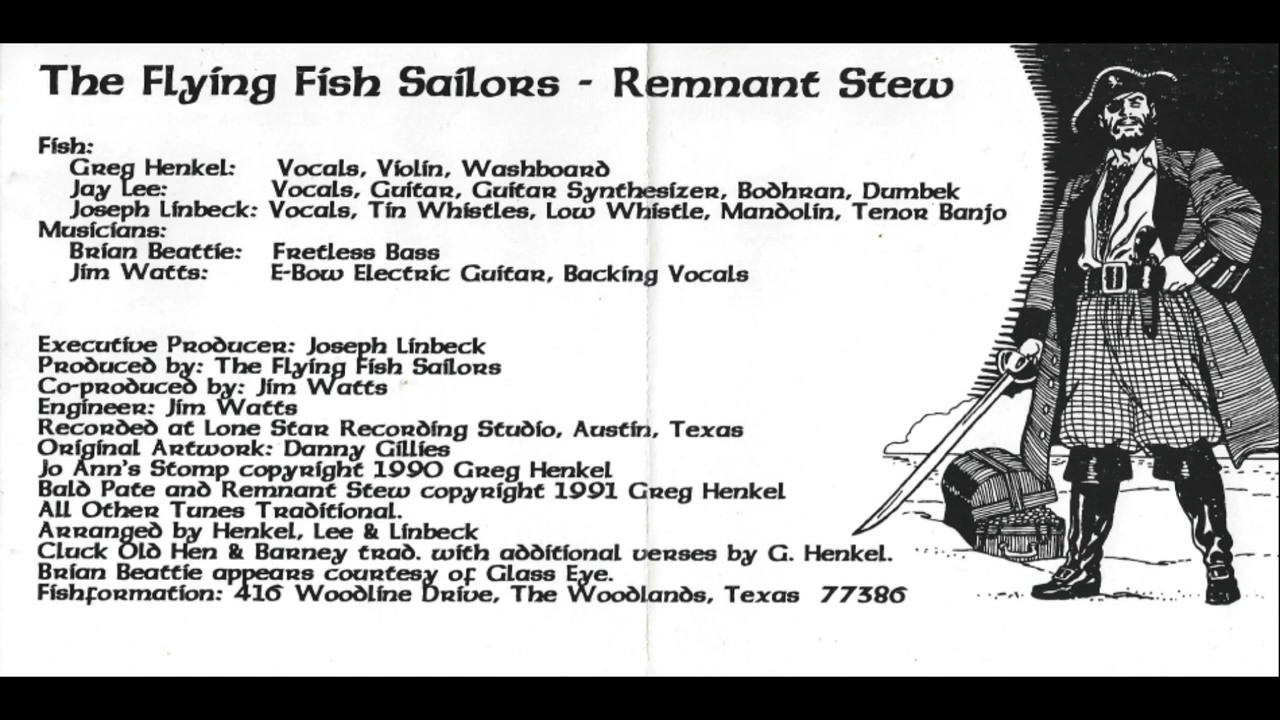 The Flying Fish Sailors - Remnant Stew
Fish:
Greg Henkel: Vocals, Violin, Washboard
Jay Lee: Vocals, Guitar, Guitar Synthesizer, Bodhran, Dumbek
Joseph Linbeck: Vocals, Tin Whistles, Low Whistle, Mandolin, Tenor Banjo
Musicians:
Brian Beattie: Fretless Bass
Jim Watts: E-Bow Electric Guitar, Backing Vocals
Executive Producer: Joseph Linbeck
Produced by: The Flying Fish Sailors
Co-produced by: Jim Watts
Engineer: Jim Watts
Recorded at Lone Star Recording Studio, Austin, Texas
Original Artwork: Danny Gillies
Jo Ann's Stomp copyright 1990 Greg Henkel
Bald Pate and Remnant Stew copyright 1991 Greg Henkel
All Other Tunes Traditional.
Arranged by Henkel, Lee & Linbeck
Cluck Old Hen & Barney trad. with additional verses by G. Henkel.
Brian Beattie appears courtesy of Glass Eye.
Fishformation: 416 Woodline Drive, The Woodlands, Texas 77386